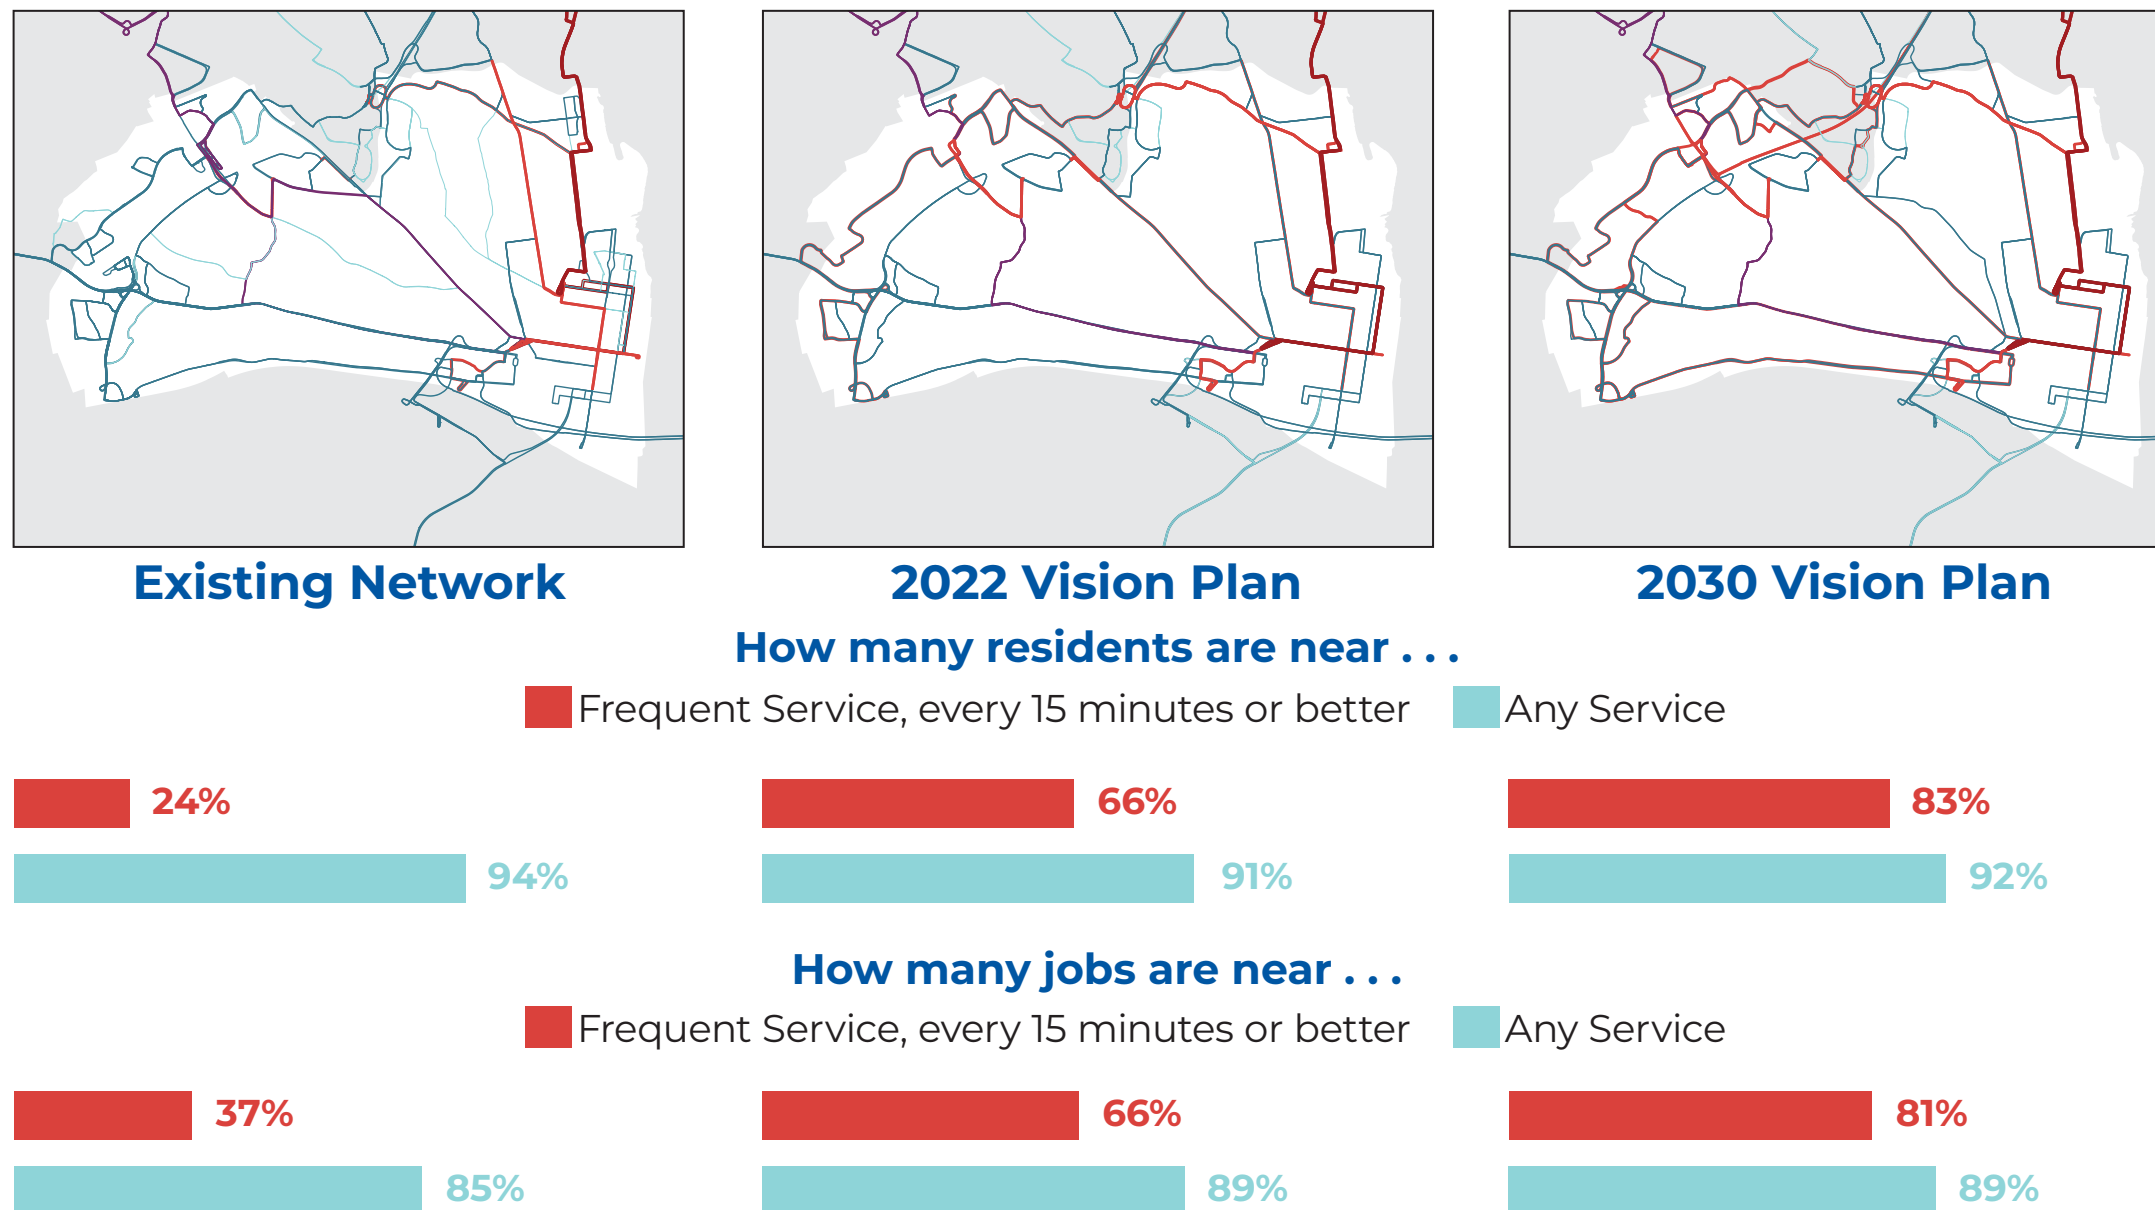 Existing Network
2022 Vision Plan
2030 Vision Plan
How many residents are near . . .
Frequent Service, every 15 minutes or better
Any Service
24%
66%
83%
94%
91%
92%
How many jobs are near . . .
Frequent Service, every 15 minutes or better
Any Service
37%
66%
81%
85%
89%
89%